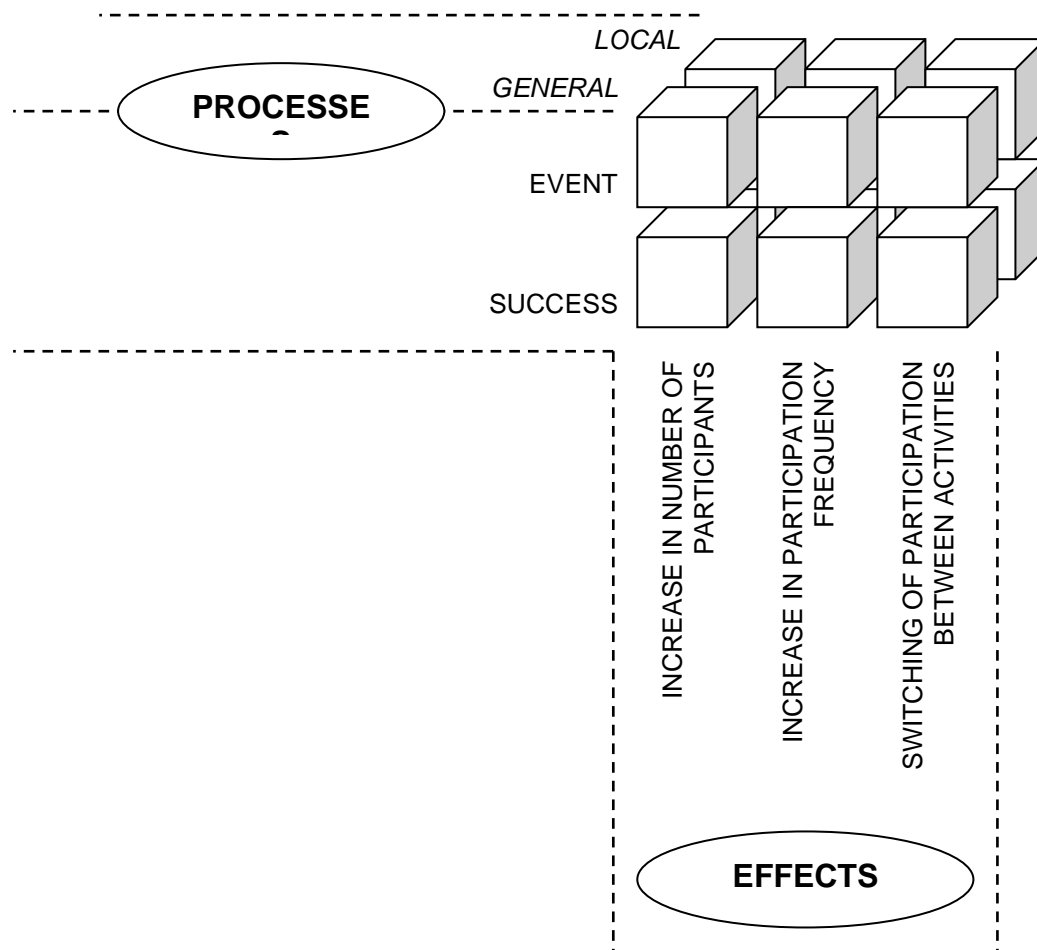 LOCAL
GENERAL
PROCESSE
EVENT
SUCCESS
INCREASE IN NUMBER OF
PARTICIPANTS
INCREASE IN PARTICIPATION
FREQUENCY
SWITCHING OF PARTICIPATION
BETWEEN ACTIVITIES
EFFECTS